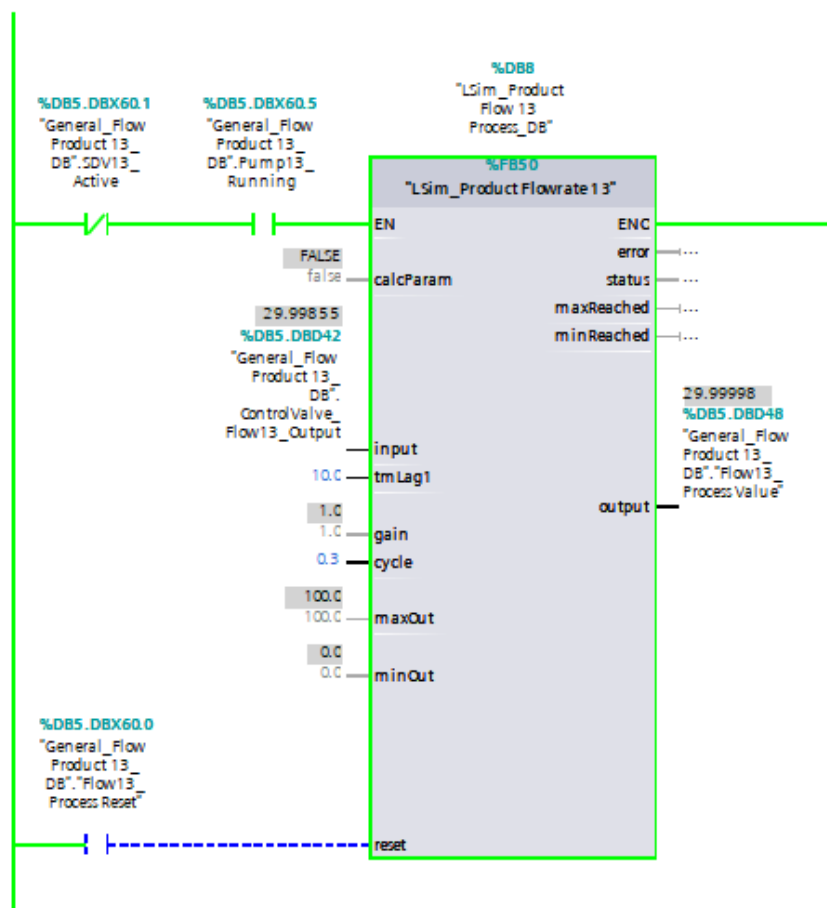 %DB8
"LSim_Product
Flow 13
Process_DB"
%DB5.DBX60.1
"General_Flow
Product 13_
DB".SDV13_
Active
%DB5.DBX60.5
"General_Flow
Product 13_
DB".Pump13_
Running
%FB50
"LSim_Product Flowrate 13"
EN
ENO
error
...
FALSE
false
calcParam
status
...
maxReached
...
minReached
...
29.99855
%DB5.DBD42
"General_Flow
Product 13_
DB".
ControlValve_
Flow13_Output
input
10.0
tmLag1
29.99998
%DB5.DBD48
"General_Flow
Product 13_
DB"."Flow13_
Process Value"
output
1.0
1.0
gain
0.3
cycle
100.0
100.0
maxOut
0.0
0.0
minOut
%DB5.DBX60.0
"General_Flow
Product 13_
DB"."Flow13_
Process Reset"
reset